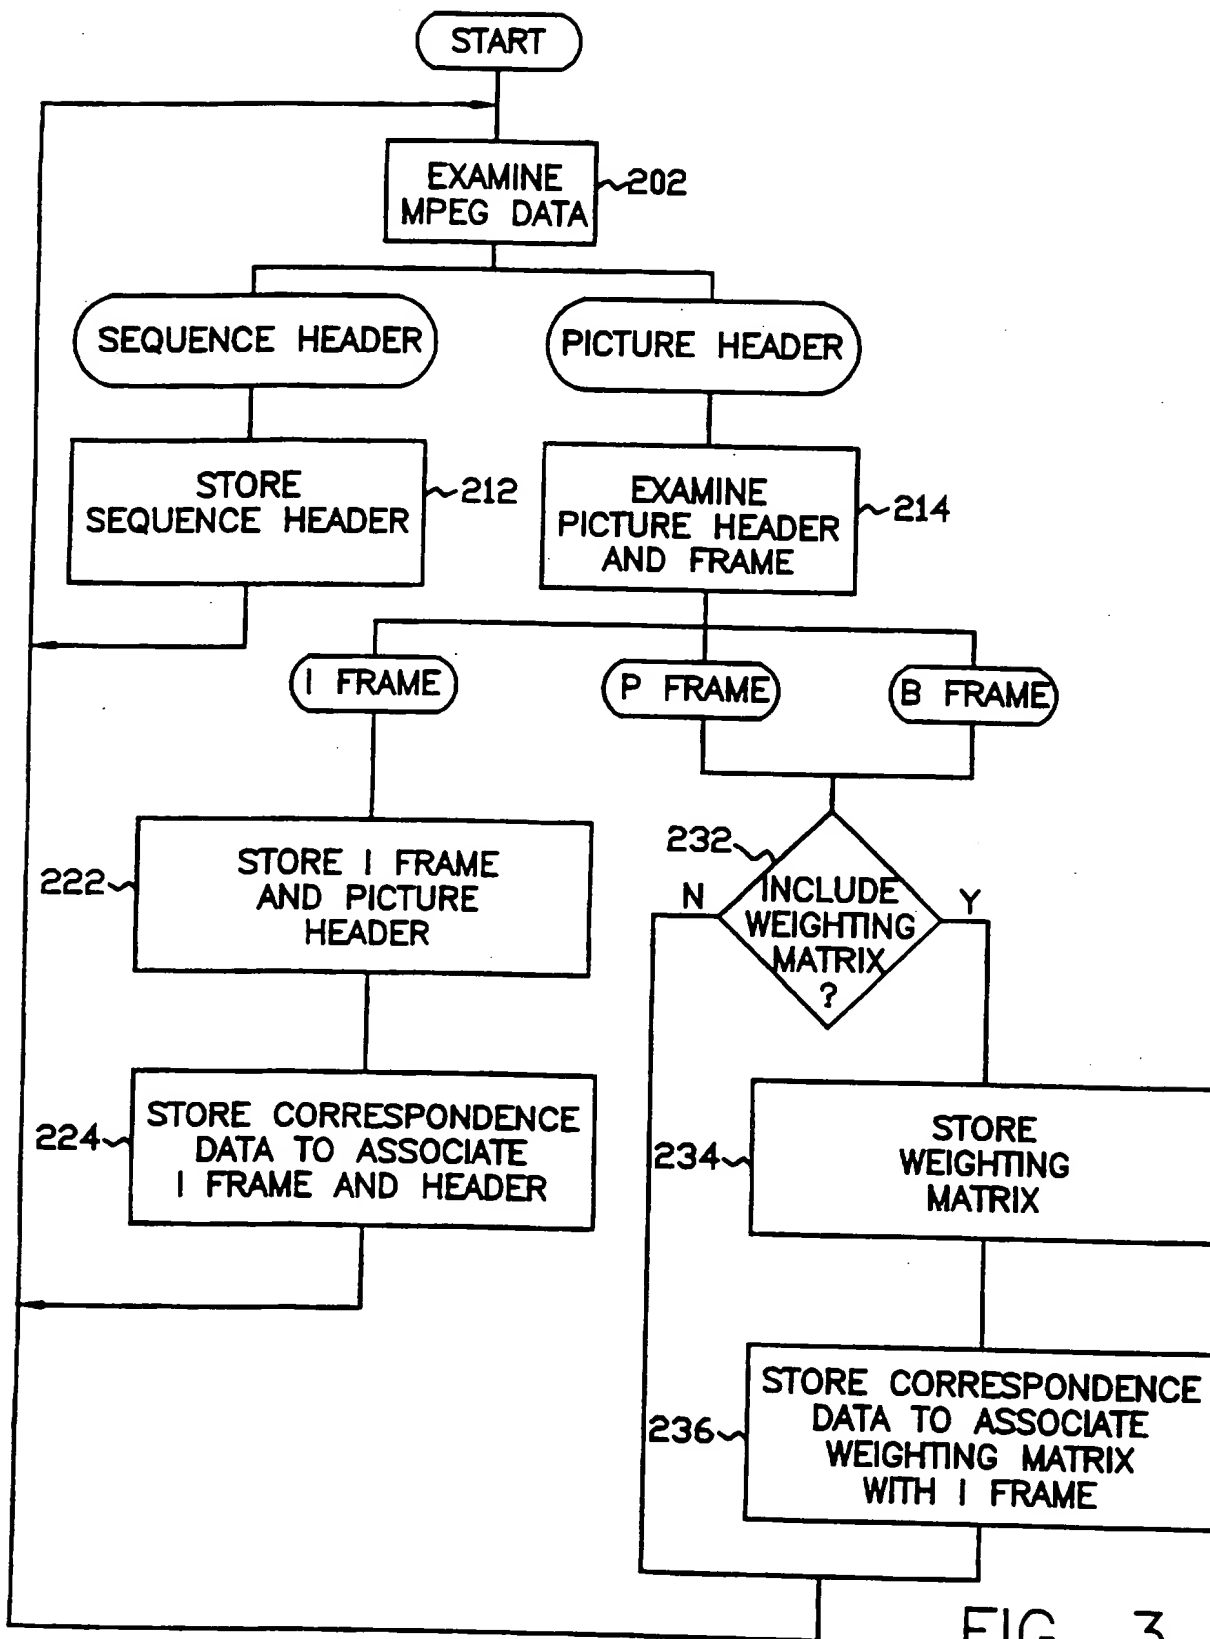 START
EXAMINE
MPEG DATA
202
SEQUENCE HEADER
PICTURE HEADER
STORE
SEQUENCE HEADER
212
EXAMINE
PICTURE HEADER
AND FRAME
214
I FRAME
P FRAME
B FRAME
STORE I FRAME
AND PICTURE
HEADER
222
232
N
INCLUDE
WEIGHTING
MATRIX
?
Y
STORE CORRESPONDENCE
DATA TO ASSOCIATE
I FRAME AND HEADER
224
234
STORE
WEIGHTING
MATRIX
236
STORE CORRESPONDENCE
DATA TO ASSOCIATE
WEIGHTING MATRIX
WITH I FRAME
FIG. 3